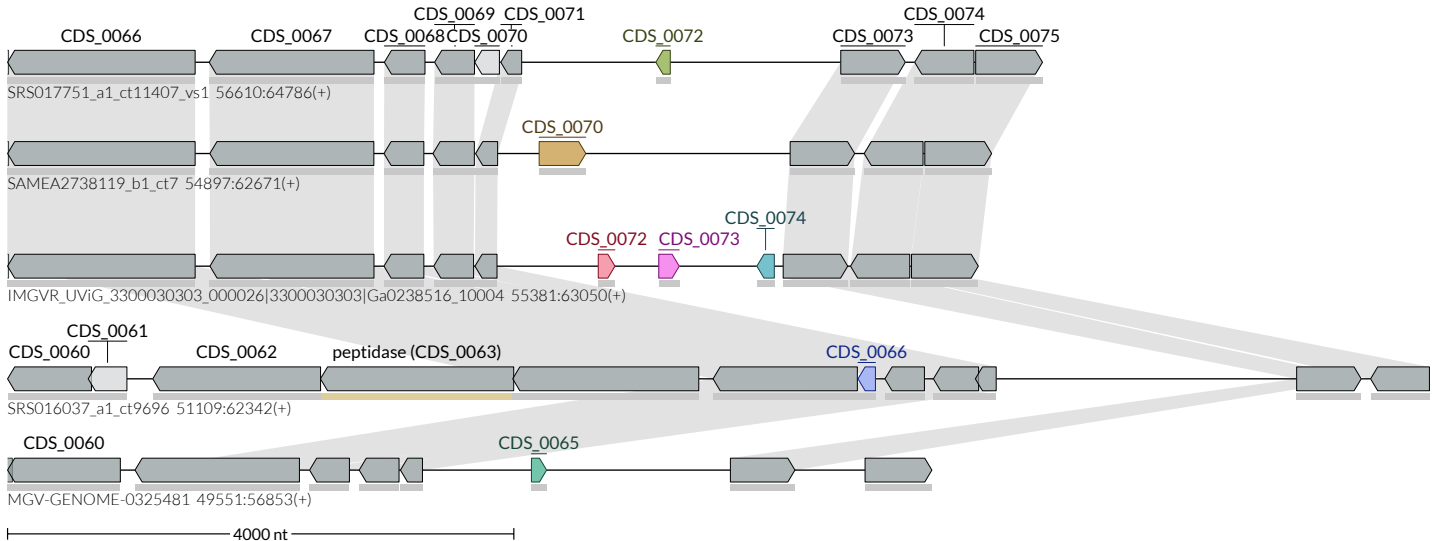 CDS_0069 CDS_0071 CDS_0074
CDS_0066 CDS_0067 CDS_0068 CDS_0070 CDS_0072 CDS_0073 CDS_0075
SRS017751_a1_ct11407_vs1 56610:64786(+)
CDS_0070
SAMEA2738119_b1_ct7 54897:62671(+)
CDS_0074
CDS_0072 CDS_0073
IMGVR_UViG_3300030303_000026|3300030303|Ga0238516_10004 55381:63050(+)
CDS_0061
CDS_0060 CDS_0062 peptidase (CDS_0063) CDS_0066
SRS016037_a1_ct9696 51109:62342(+)
CDS_0060 CDS_0065
MGV-GENOME-0325481 49551:56853(+)
4000 nt